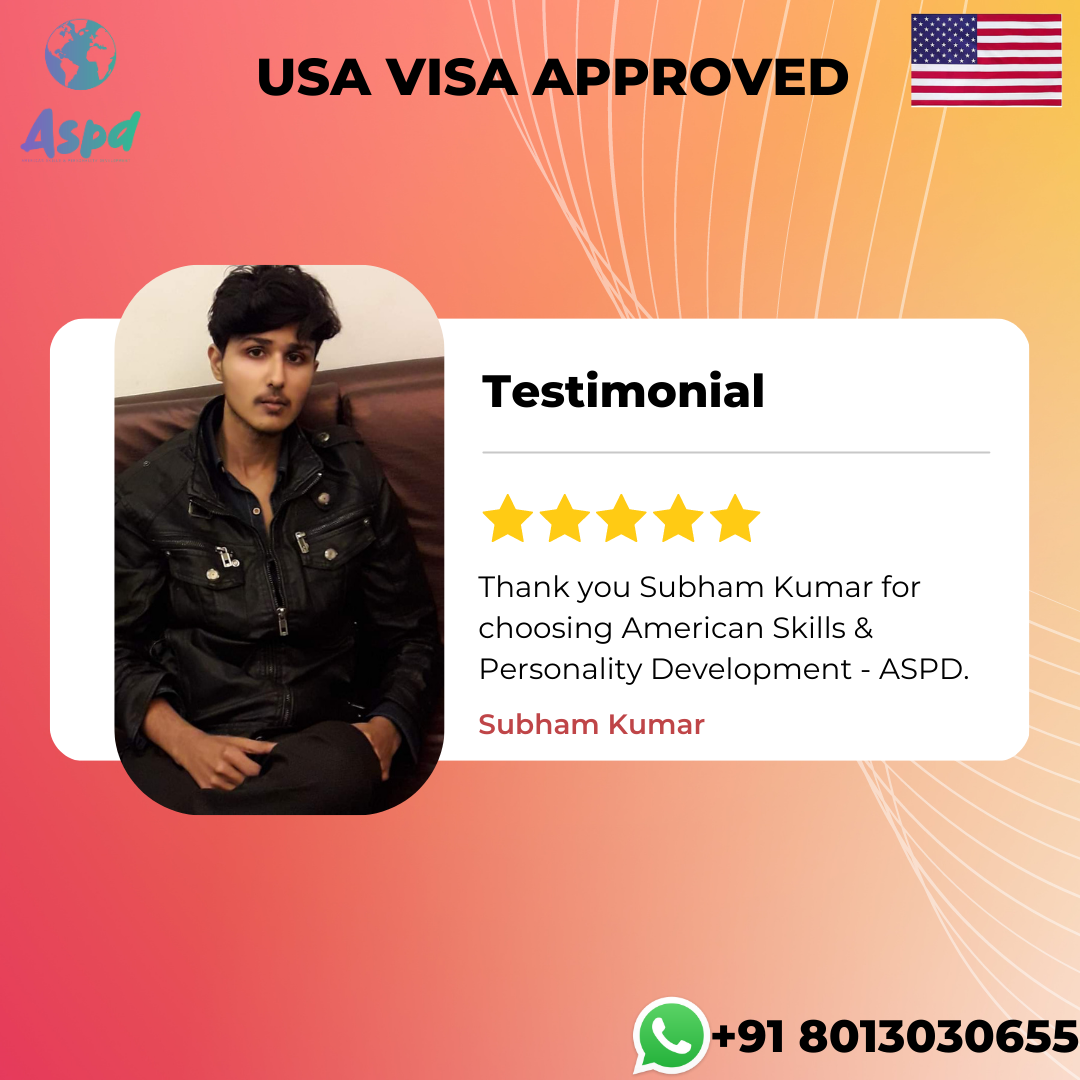 Aspd
USA VISA APPROVED
Testimonial
Thank you Subham Kumar for
choosing American Skills &
Personality Development - ASPD.
Subham Kumar
+91 8013030655